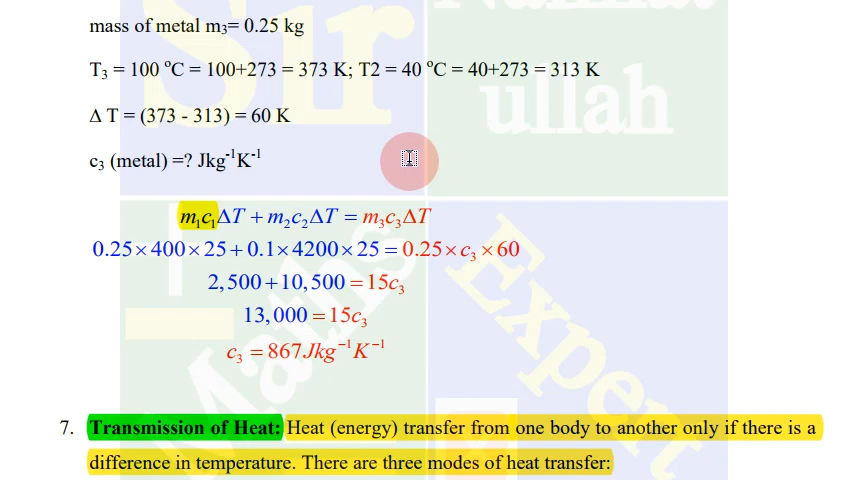 mass of metal m₃= 0.25 kg
T₃ = 100 °C = 100+273 = 373 K; T2 = 40 °C = 40+273 = 313 K
Δ T = (373 - 313) = 60 K
c₃ (metal) =? Jkg⁻¹K⁻¹
m₁c₁ΔT + m₂c₂ΔT = m₃c₃ΔT
0.25×400×25+0.1×4200×25 = 0.25×c₃×60
2,500+10,500 = 15c₃
13,000 = 15c₃
c₃ = 867Jkg⁻¹K⁻¹
7. Transmission of Heat: Heat (energy) transfer from one body to another only if there is a
difference in temperature. There are three modes of heat transfer:
Sir
ullah
Maths
Expert